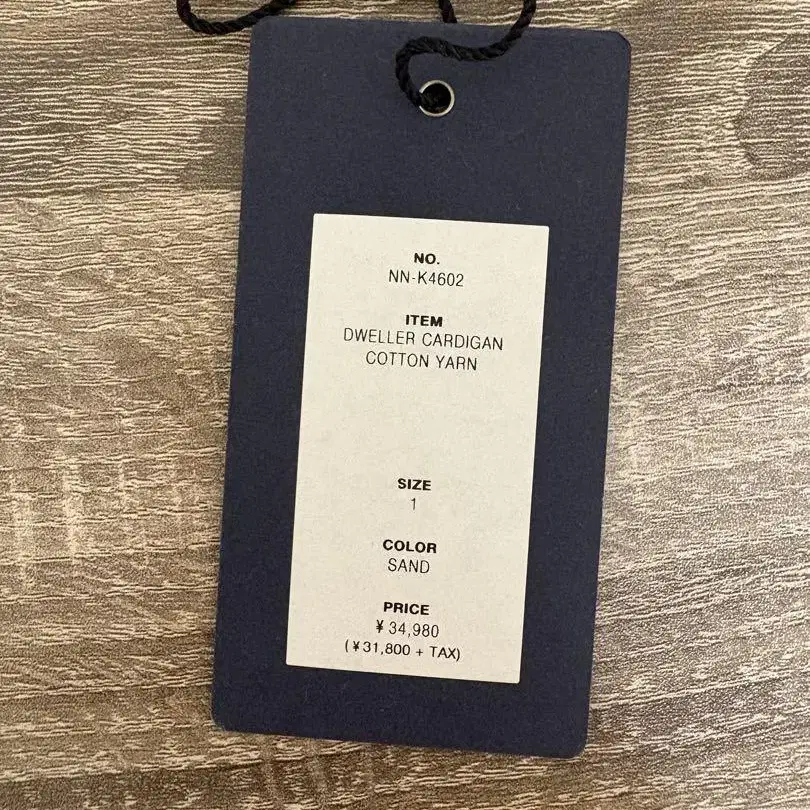 NO.
NN-K4602
ITEM
DWELLER CARDIGAN
COTTON YARN
SIZE
1
COLOR
SAND
PRICE
¥ 34,980
(¥31,800 + TAX)